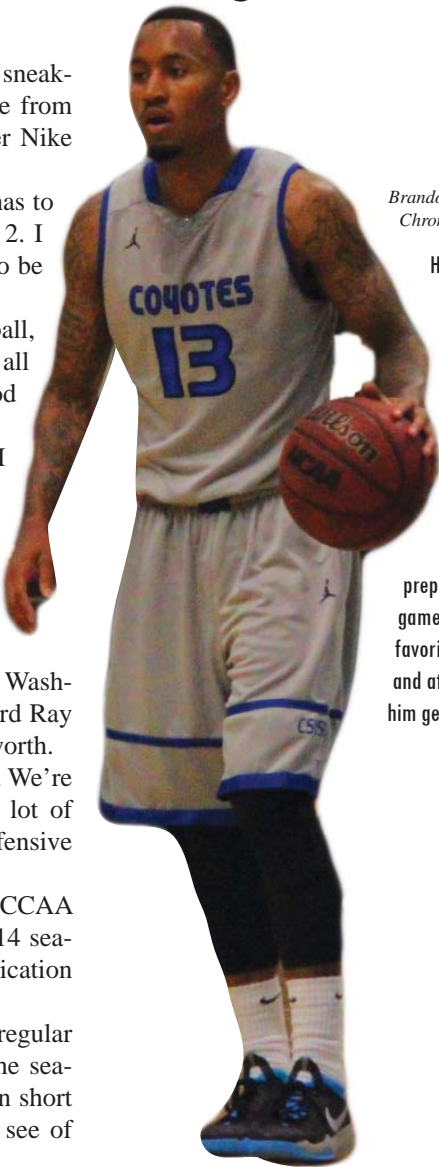 sneak-
e from
er Nike
has to
2. I
o be
ball,
all
od
I
Wash-
rd Ray
worth.
We're
lot of
fensive
CCAA
14 sea-
ication
regular
he sea-
n short
see of
COYOTES
13
Wilson
NCAA
CSUSB
Brando
Chron
H
prep
game
favori
and at
him ge